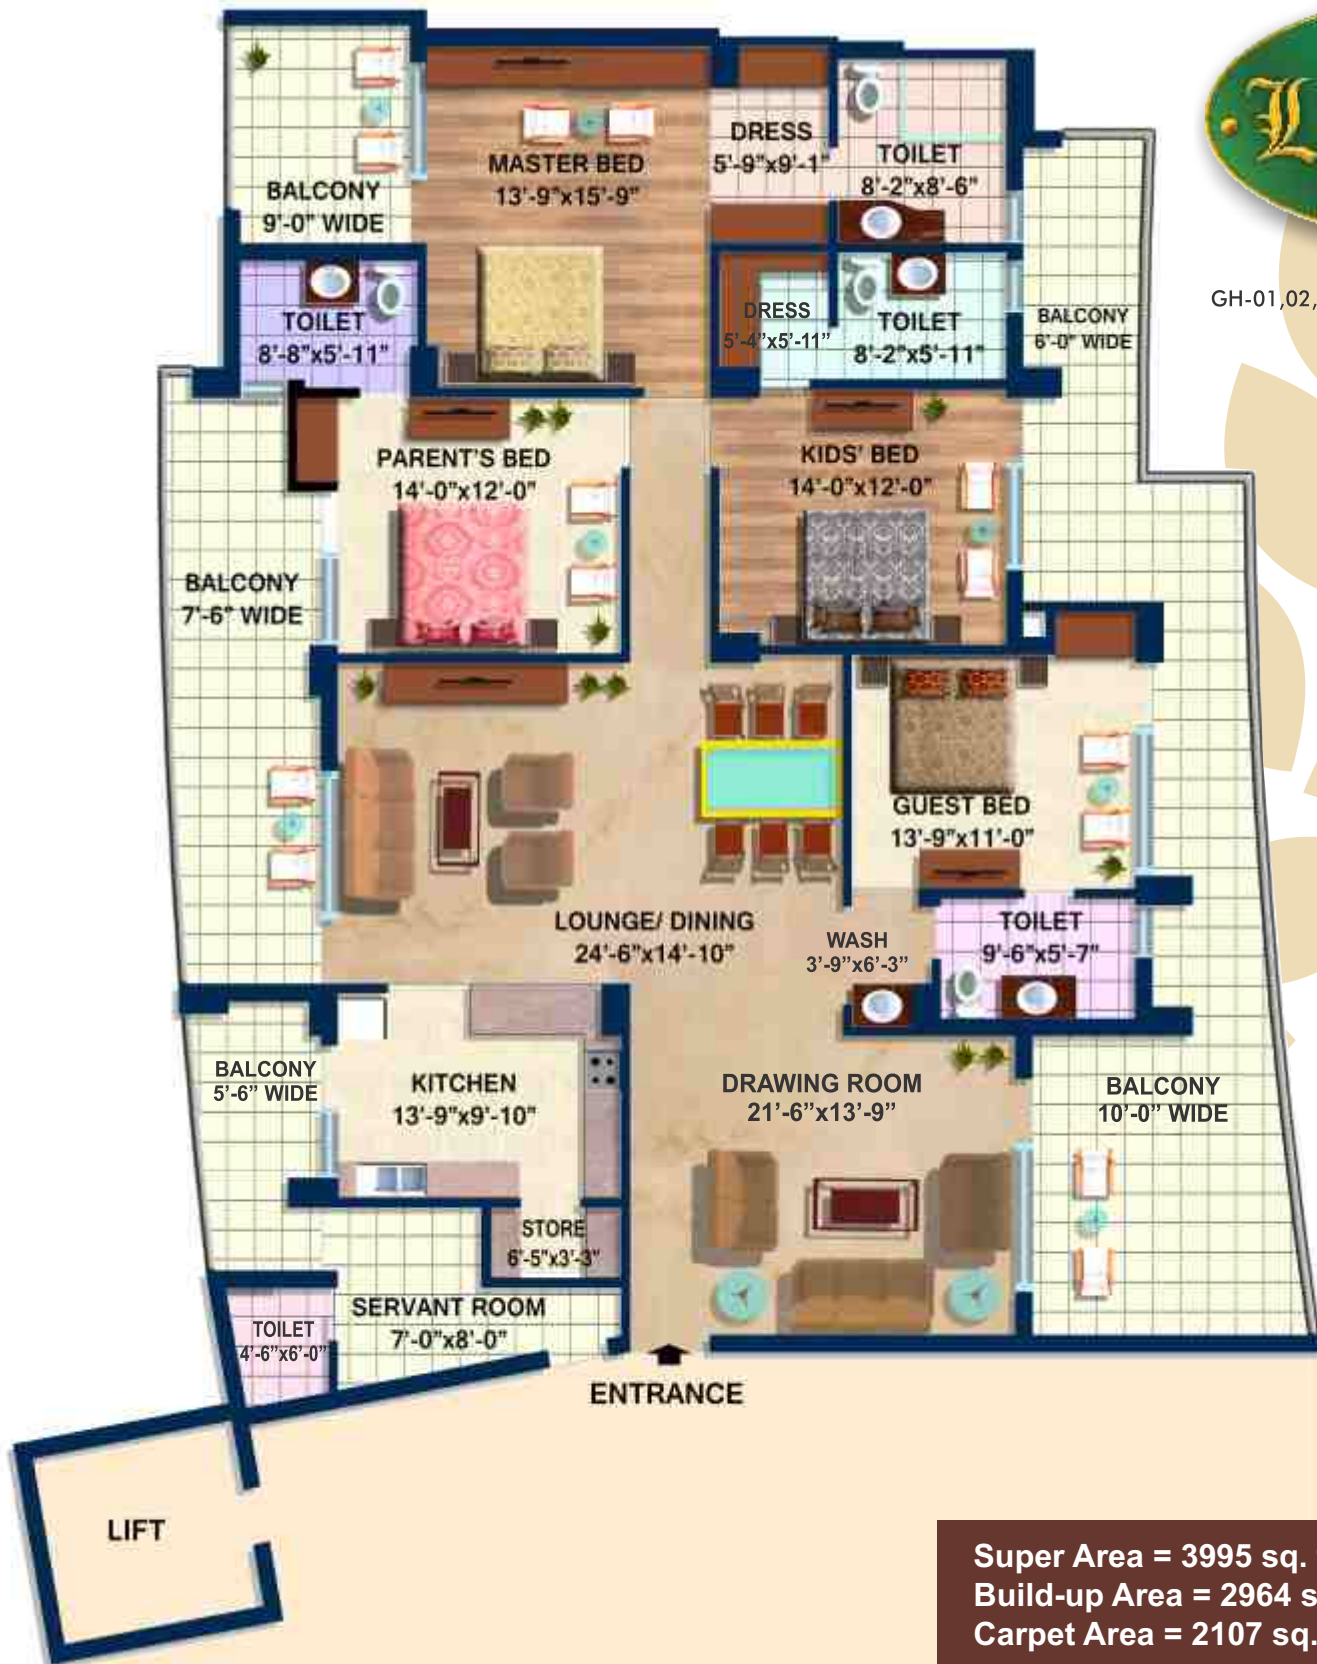 MASTER BED
13'-9"x15'-9"
DRESS
5'-9"x9'-1"
TOILET
8'-2"x8'-6"
BALCONY
9'-0" WIDE
TOILET
8'-8"x5'-11"
DRESS
5'-4"x5'-11"
TOILET
8'-2"x5'-11"
BALCONY
6'-0" WIDE
GH-01,02,
PARENT'S BED
14'-0"x12'-0"
KIDS' BED
14'-0"x12'-0"
BALCONY
7'-6" WIDE
GUEST BED
13'-9"x11'-0"
LOUNGE/ DINING
24'-6"x14'-10"
WASH
3'-9"x6'-3"
TOILET
9'-6"x5'-7"
BALCONY
5'-6" WIDE
KITCHEN
13'-9"x9'-10"
DRAWING ROOM
21'-6"x13'-9"
BALCONY
10'-0" WIDE
STORE
6'-5"x3'-3"
SERVANT ROOM
7'-0"x8'-0"
TOILET
4'-6"x6'-0"
ENTRANCE
LIFT
Super Area = 3995 sq.
Build-up Area = 2964 s
Carpet Area = 2107 sq.